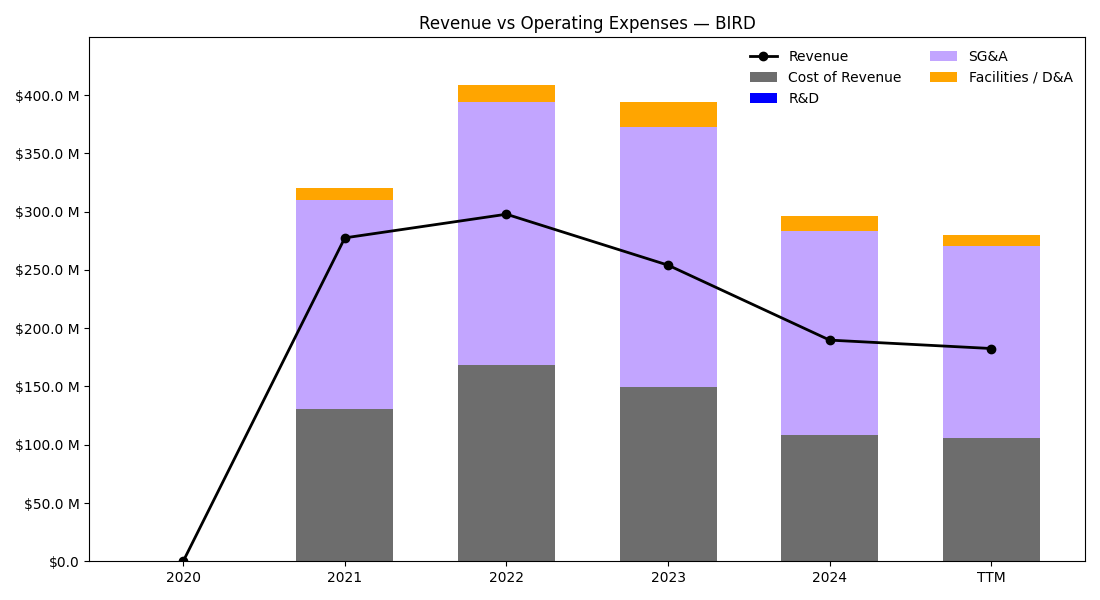 Revenue vs Operating Expenses — BIRD
Revenue
Cost of Revenue
R&D
SG&A
Facilities / D&A
$400.0 M
$350.0 M
$300.0 M
$250.0 M
$200.0 M
$150.0 M
$100.0 M
$50.0 M
$0.0
2020 2021 2022 2023 2024 TTM